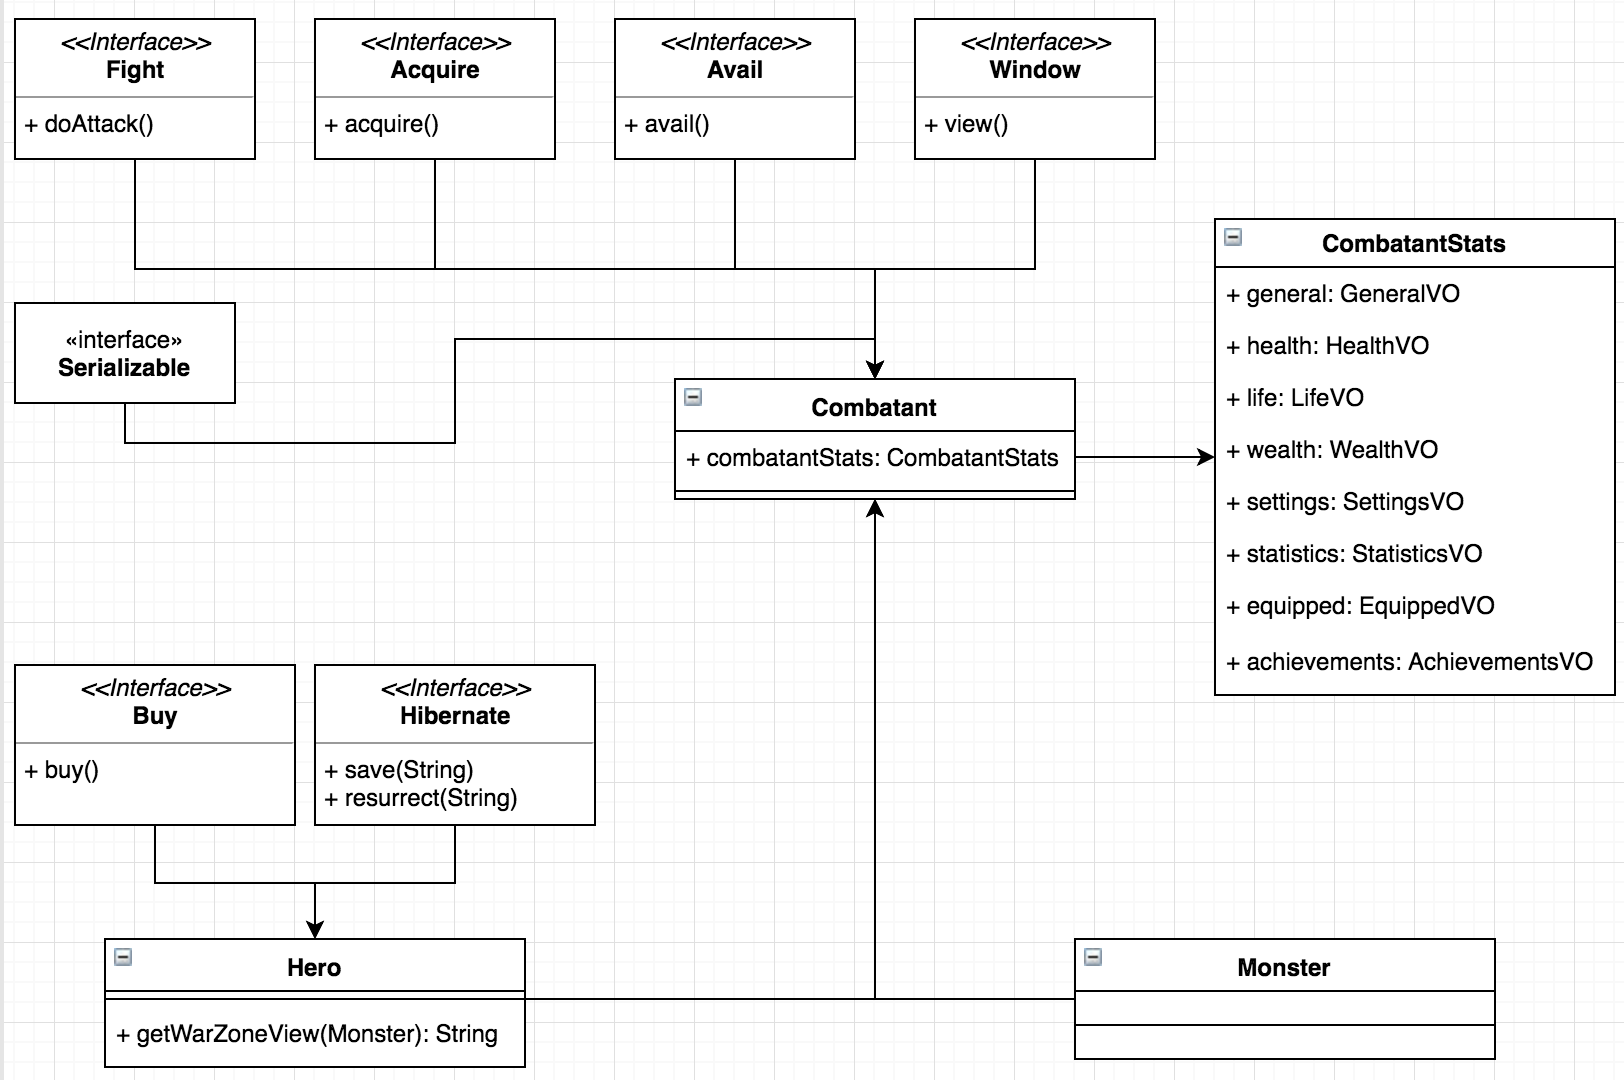 <<Interface>>
Fight
+ doAttack()
<<Interface>>
Acquire
+ acquire()
<<Interface>>
Avail
+ avail()
<<Interface>>
Window
+ view()
«interface»
Serializable
Combatant
+ combatantStats: CombatantStats
CombatantStats
+ general: GeneralVO
+ health: HealthVO
+ life: LifeVO
+ wealth: WealthVO
+ settings: SettingsVO
+ statistics: StatisticsVO
+ equipped: EquippedVO
+ achievements: AchievementsVO
<<Interface>>
Buy
+ buy()
<<Interface>>
Hibernate
+ save(String)
+ resurrect(String)
Hero
+ getWarZoneView(Monster): String
Monster